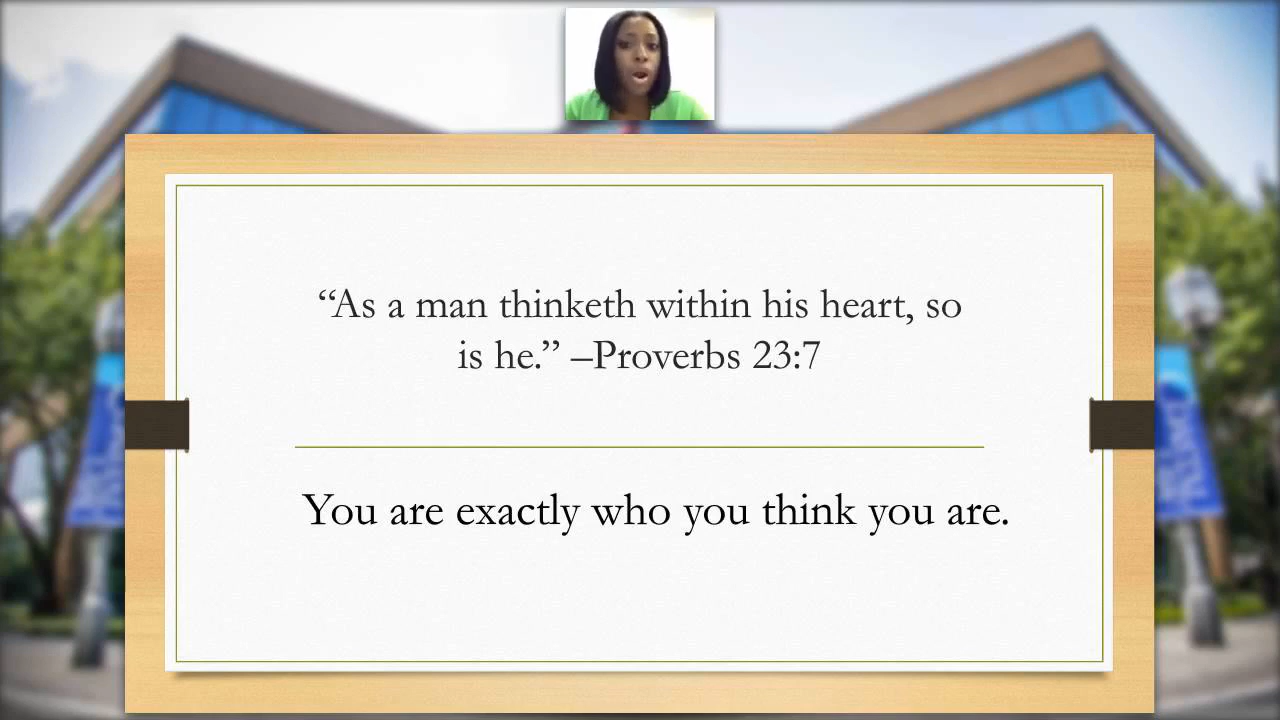 “As a man thinketh within his heart, so
is he.” –Proverbs 23:7
You are exactly who you think you are.